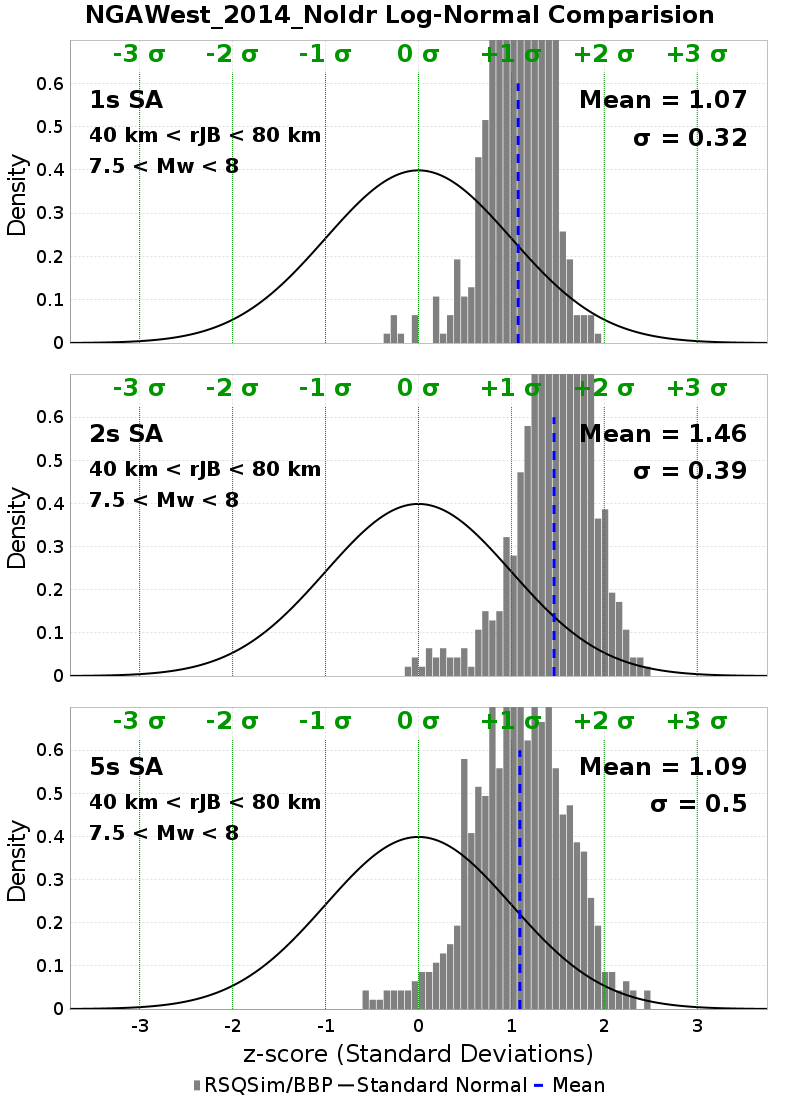 NGAWest_2014_NoIdr Log-Normal Comparision
-3 σ -2 σ -1 σ 0 σ +1 σ +2 σ +3 σ
1s SA Mean = 1.07
40 km < rJB < 80 km σ = 0.32
7.5 < Mw < 8
Density
0.6
0.5
0.4
0.3
0.2
0.1
0
-3 σ -2 σ -1 σ 0 σ +1 σ +2 σ +3 σ
2s SA Mean = 1.46
40 km < rJB < 80 km σ = 0.39
7.5 < Mw < 8
Density
0.6
0.5
0.4
0.3
0.2
0.1
0
-3 σ -2 σ -1 σ 0 σ +1 σ +2 σ +3 σ
5s SA Mean = 1.09
40 km < rJB < 80 km σ = 0.5
7.5 < Mw < 8
Density
0.6
0.5
0.4
0.3
0.2
0.1
0
-3 -2 -1 0 1 2 3
z-score (Standard Deviations)
RSQSim/BBP Standard Normal Mean